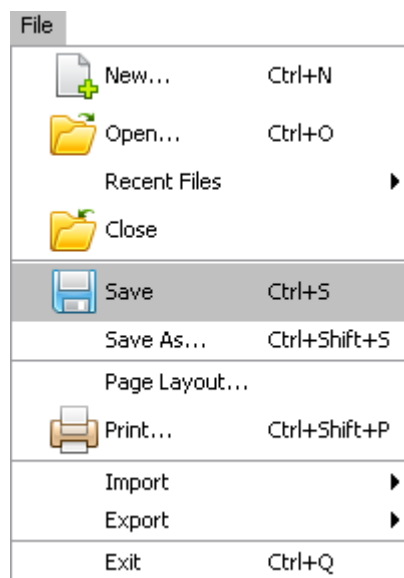 File
New... Ctrl+N
Open... Ctrl+O
Recent Files
Close
Save Ctrl+S
Save As... Ctrl+Shift+S
Page Layout...
Print... Ctrl+Shift+P
Import
Export
Exit Ctrl+Q